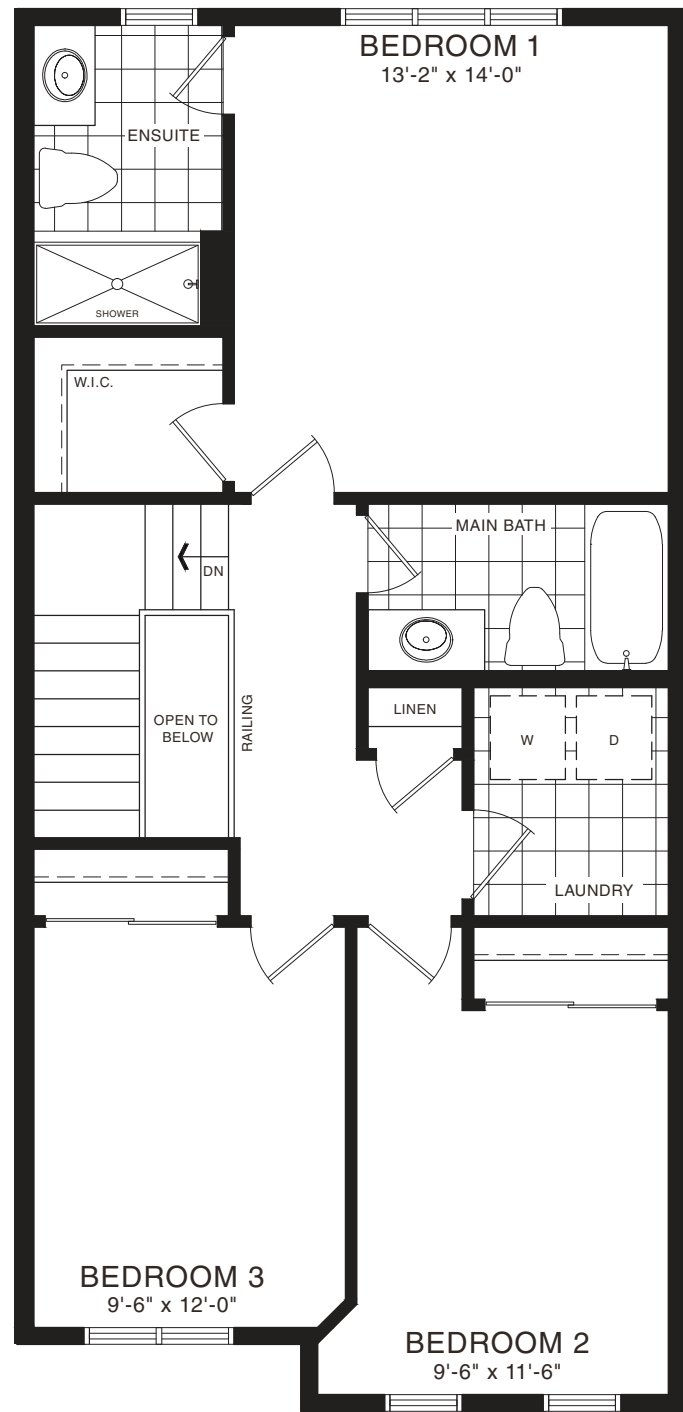 BEDROOM 1
13'-2" x 14'-0"
ENSUITE
SHOWER
W.I.C.
MAIN BATH
DN
OPEN TO
BELOW
RAILING
LINEN
W
D
LAUNDRY
BEDROOM 3
9'-6" x 12'-0"
BEDROOM 2
9'-6" x 11'-6"